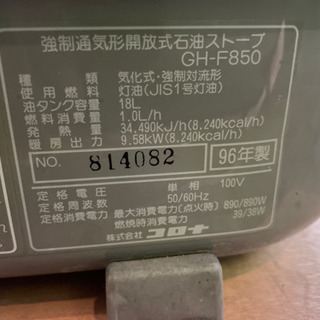 強制通気形開放式石油ストーブ
GH-F850
種類 気化式・強制対流形
使用燃料 灯油(JIS1号灯油)
油タンク容量 18L
燃料消費量 1.0L/h
発熱量 34,490kJ/h(8,240kcal/h)
暖房出力 9.58kW(8,240kcal/h)
NO. 814082 96年製
定格電圧 単相 100V
定格周波数 50/60Hz
定格消費電力 最大消費電力(点火時) 890/890W
燃焼時消費電力 39/38W
株式会社コロナ